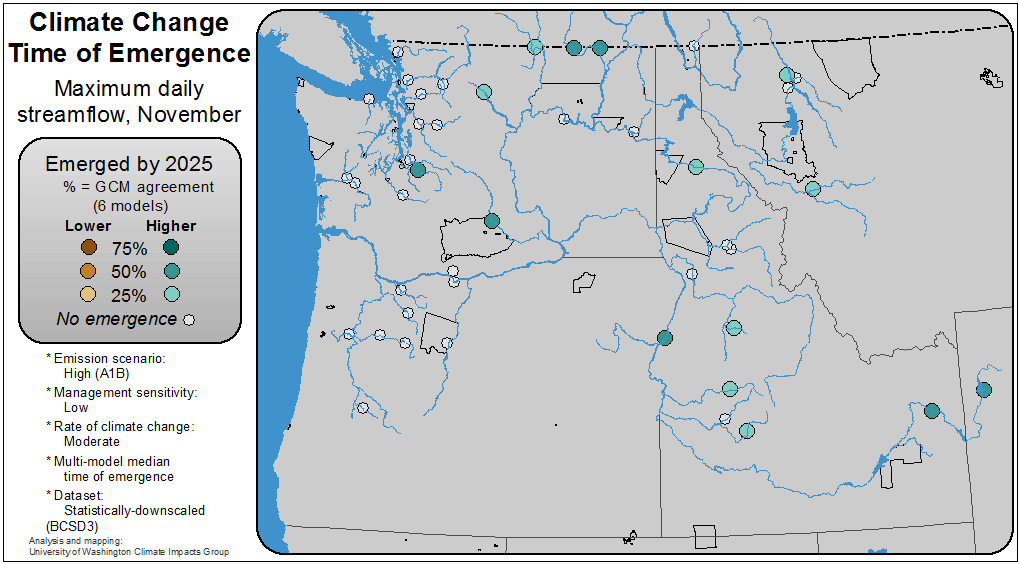 Climate Change
Time of Emergence
Maximum daily
streamflow, November
Emerged by 2025
% = GCM agreement
(6 models)
Lower Higher
75%
50%
25%
No emergence
* Emission scenario:
High (A1B)
* Management sensitivity:
Low
* Rate of climate change:
Moderate
* Multi-model median
time of emergence
* Dataset:
Statistically-downscaled
(BCSD3)
Analysis and mapping:
University of Washington Climate Impacts Group